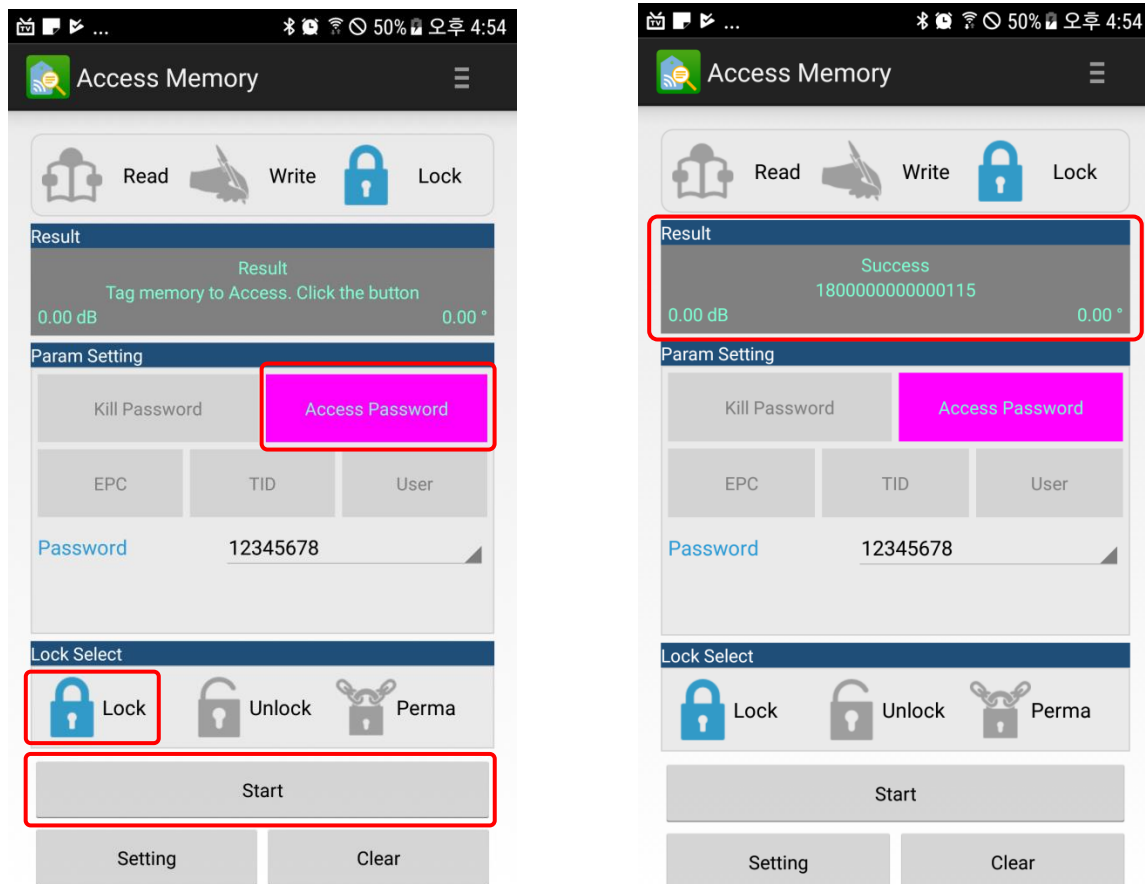 ... 50% 오후 4:54
Access Memory
Read Write Lock
Result
Result
Tag memory to Access. Click the button
0.00 dB 0.00 °
Param Setting
Kill Password Access Password
EPC TID User
Password 12345678
Lock Select
Lock Unlock Perma
Start
Setting Clear
... 50% 오후 4:54
Access Memory
Read Write Lock
Result
Success
1800000000000115
0.00 dB 0.00 °
Param Setting
Kill Password Access Password
EPC TID User
Password 12345678
Lock Select
Lock Unlock Perma
Start
Setting Clear